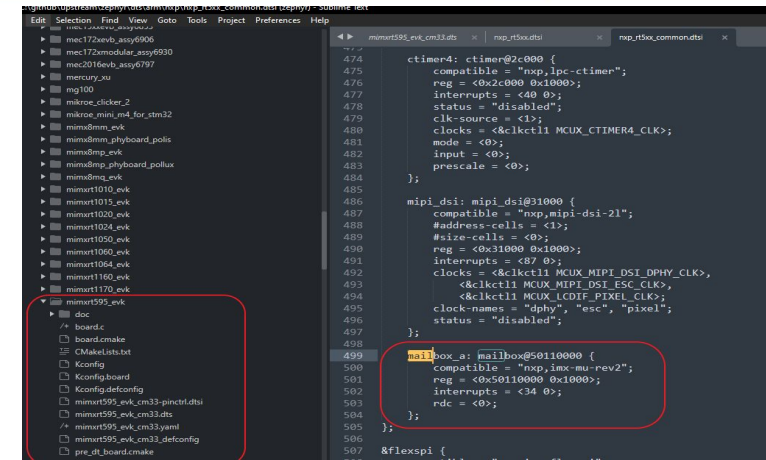 c:\github\upstream\zephyr\dts\arm\nxp\nxp_rt5xx_common.dtsi (zephyr) - Sublime Text
Edit Selection Find View Goto Tools Project Preferences Help
mec172xevb_assy6906
mec172xmodular_assy6930
mec2016evb_assy6797
mercury_xu
mg100
mikroe_clicker_2
mikroe_mini_m4_for_stm32
mimx8mm_evk
mimx8mm_phyboard_polis
mimx8mp_evk
mimx8mp_phyboard_pollux
mimx8mq_evk
mimxrt1010_evk
mimxrt1015_evk
mimxrt1020_evk
mimxrt1024_evk
mimxrt1050_evk
mimxrt1060_evk
mimxrt1064_evk
mimxrt1160_evk
mimxrt1170_evk
mimxrt595_evk
doc
/+ board.c
board.cmake
CMakeLists.txt
Kconfig
Kconfig.board
Kconfig.defconfig
mimxrt595_evk_cm33-pinctrl.dtsi
mimxrt595_evk_cm33.dts
/+ mimxrt595_evk_cm33.yaml
mimxrt595_evk_cm33_defconfig
pre_dt_board.cmake
mimxrt595_evk_cm33.dts × nxp_rt5xx.dtsi × nxp_rt5xx_common.dtsi ×
473
474 ctimer4: ctimer@2c000 {
475 compatible = "nxp,lpc-ctimer";
476 reg = <0x2c000 0x1000>;
477 interrupts = <40 0>;
478 status = "disabled";
479 clk-source = <1>;
480 clocks = <&clkctl1 MCUX_CTIMER4_CLK>;
481 mode = <0>;
482 input = <0>;
483 prescale = <0>;
484 };
485
486 mipi_dsi: mipi_dsi@31000 {
487 compatible = "nxp,mipi-dsi-2l";
488 #address-cells = <1>;
489 #size-cells = <0>;
490 reg = <0x31000 0x1000>;
491 interrupts = <87 0>;
492 clocks = <&clkctl1 MCUX_MIPI_DSI_DPHY_CLK>,
493 <&clkctl1 MCUX_MIPI_DSI_ESC_CLK>,
494 <&clkctl1 MCUX_LCDIF_PIXEL_CLK>;
495 clock-names = "dphy", "esc", "pixel";
496 status = "disabled";
497 };
498
499 mailbox_a: mailbox@50110000 {
500 compatible = "nxp,imx-mu-rev2";
501 reg = <0x50110000 0x1000>;
502 interrupts = <34 0>;
503 rdc = <0>;
504 };
505 };
506
507 &flexspi {